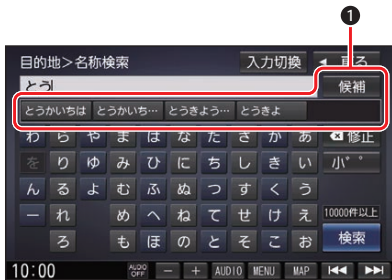 1
目的地>名称検索 入力切換 ◀ 戻る
とう 候補
とうかいちほ とうかいち… とうきよう… とうきよ
わ ら や ま は な た さ か あ 修正
を り ゆ み ひ に ち し き い 小゛゜
ん る よ む ふ ぬ つ す く う
ー れ め へ ね て せ け え 10000件以上
ろ も ほ の と そ こ お 検索
10:00 AUDIO OFF − + AUDIO MENU MAP